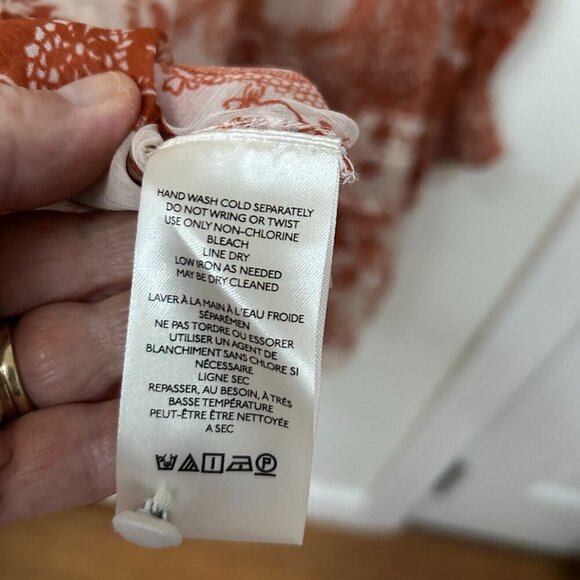 HAND WASH COLD SEPARATELY
DO NOT WRING OR TWIST
USE ONLY NON-CHLORINE
BLEACH
LINE DRY
LOW IRON AS NEEDED
MAY BE DRY CLEANED
LAVER À LA MAIN À L'EAU FROIDE
SÉPARÉMEN
NE PAS TORDRE OU ESSORER
UTILISER UN AGENT DE
BLANCHIMENT SANS CHLORE SI
NÉCESSAIRE
LIGNE SEC
REPASSER, AU BESOIN, À TRÉS
BASSE TEMPÉRATURE
PEUT-ÊTRE ÊTRE NETTOYÉE
A SEC
P